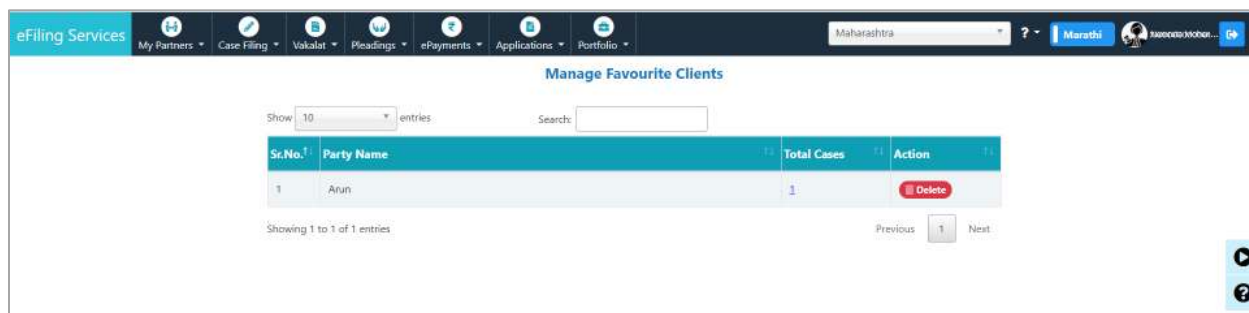 eFiling Services
My Partners Case Filing Vakalat Pleadings ePayments Applications Portfolio
Maharashtra ? Marathi
Manage Favourite Clients
Show 10 entries Search:
Sr.No. Party Name Total Cases Action
1 Arun 1 Delete
Showing 1 to 1 of 1 entries Previous 1 Next
?